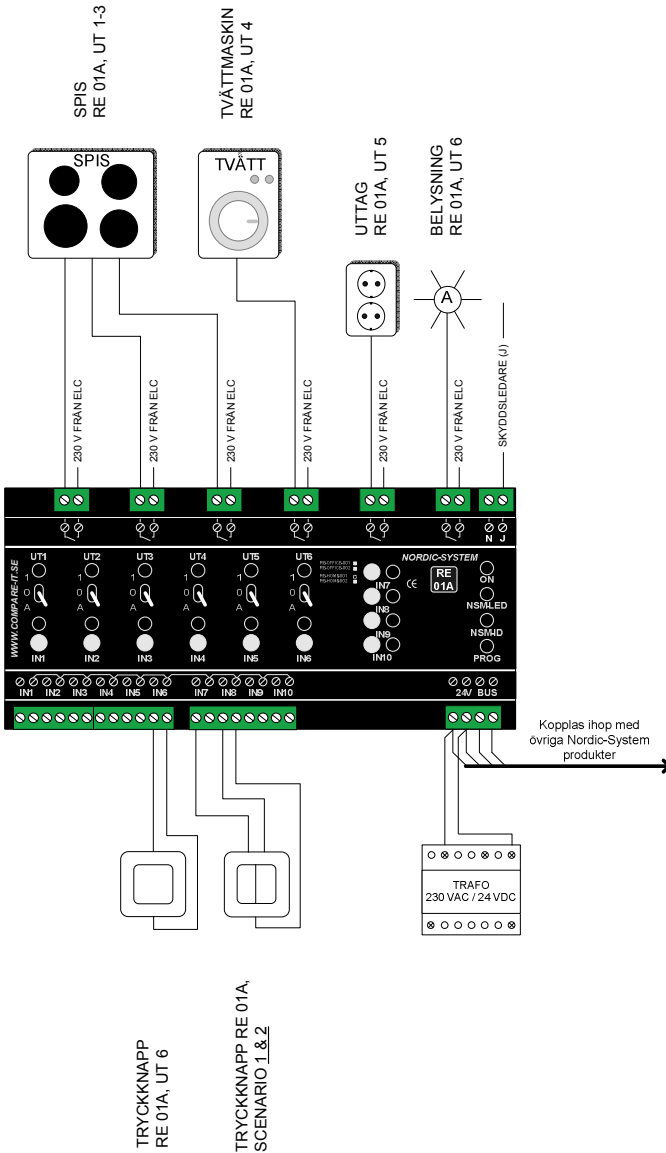 SPIS
RE 01A, UT 1-3
TVÄTTMASKIN
RE 01A, UT 4
UTTAG
RE 01A, UT 5
BELYSNING
RE 01A, UT 6
SPIS
TVÄTT
A
230 V FRÅN ELC
230 V FRÅN ELC
230 V FRÅN ELC
230 V FRÅN ELC
230 V FRÅN ELC
230 V FRÅN ELC
SKYDDSLEDARE (J)
N J
WWW.COMPARE-IT.SE
UT1 UT2 UT3 UT4 UT5 UT6
1 1 1 1 1 1
0 0 0 0 0 0
A A A A A A
IN1 IN2 IN3 IN4 IN5 IN6
NORDIC-SYSTEM
CE
RE
01A
IN7
IN8
IN9
IN10
ON
NSM-LED
NSM-ID
PROG
IN1 IN2 IN3 IN4 IN5 IN6 IN7 IN8 IN9 IN10
24V BUS
Kopplas ihop med
övriga Nordic-System
produkter
TRAFO
230 VAC / 24 VDC
TRYCKKNAPP
RE 01A, UT 6
TRYCKKNAPP RE 01A,
SCENARIO 1 & 2